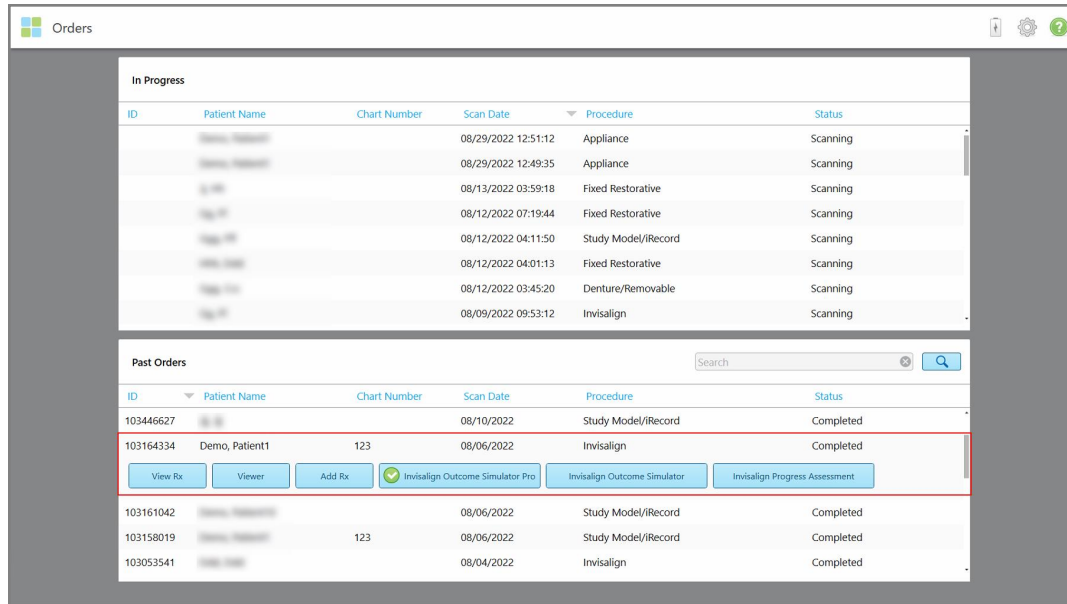 Orders
In Progress
ID Patient Name Chart Number Scan Date Procedure Status
08/29/2022 12:51:12 Appliance Scanning
08/29/2022 12:49:35 Appliance Scanning
08/13/2022 03:59:18 Fixed Restorative Scanning
08/12/2022 07:19:44 Fixed Restorative Scanning
08/12/2022 04:11:50 Study Model/iRecord Scanning
08/12/2022 04:01:13 Fixed Restorative Scanning
08/12/2022 03:45:20 Denture/Removable Scanning
08/09/2022 09:53:12 Invisalign Scanning
Past Orders Search
ID Patient Name Chart Number Scan Date Procedure Status
103446627 08/10/2022 Study Model/iRecord Completed
103164334 Demo, Patient1 123 08/06/2022 Invisalign Completed
View Rx Viewer Add Rx Invisalign Outcome Simulator Pro Invisalign Outcome Simulator Invisalign Progress Assessment
103161042 08/06/2022 Study Model/iRecord Completed
103158019 123 08/06/2022 Study Model/iRecord Completed
103053541 08/04/2022 Invisalign Completed